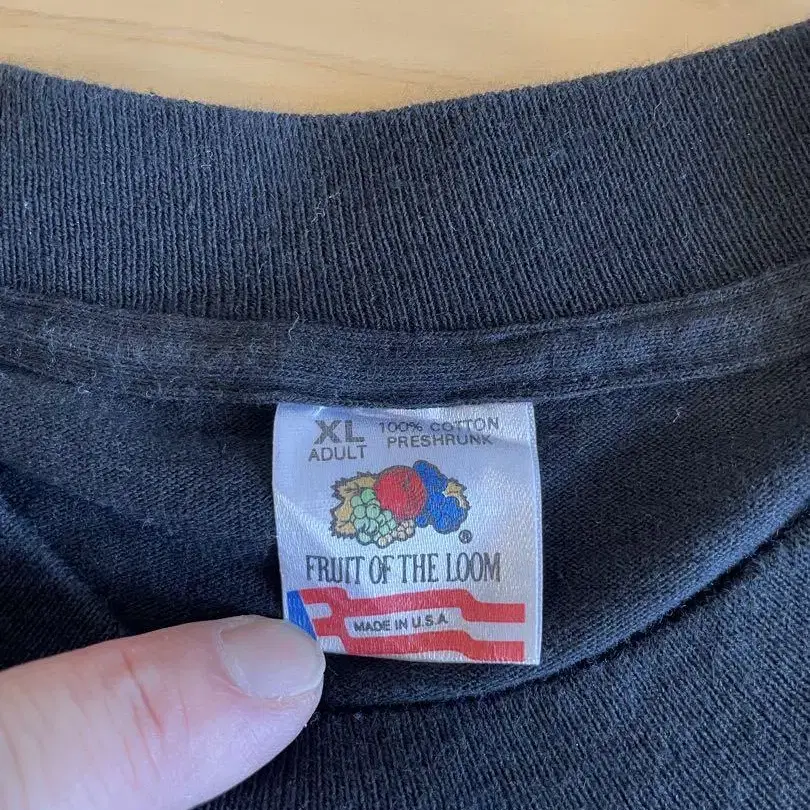 XL 100% COTTON
ADULT PRESHRUNK
®
FRUIT OF THE LOOM
MADE IN U.S.A.